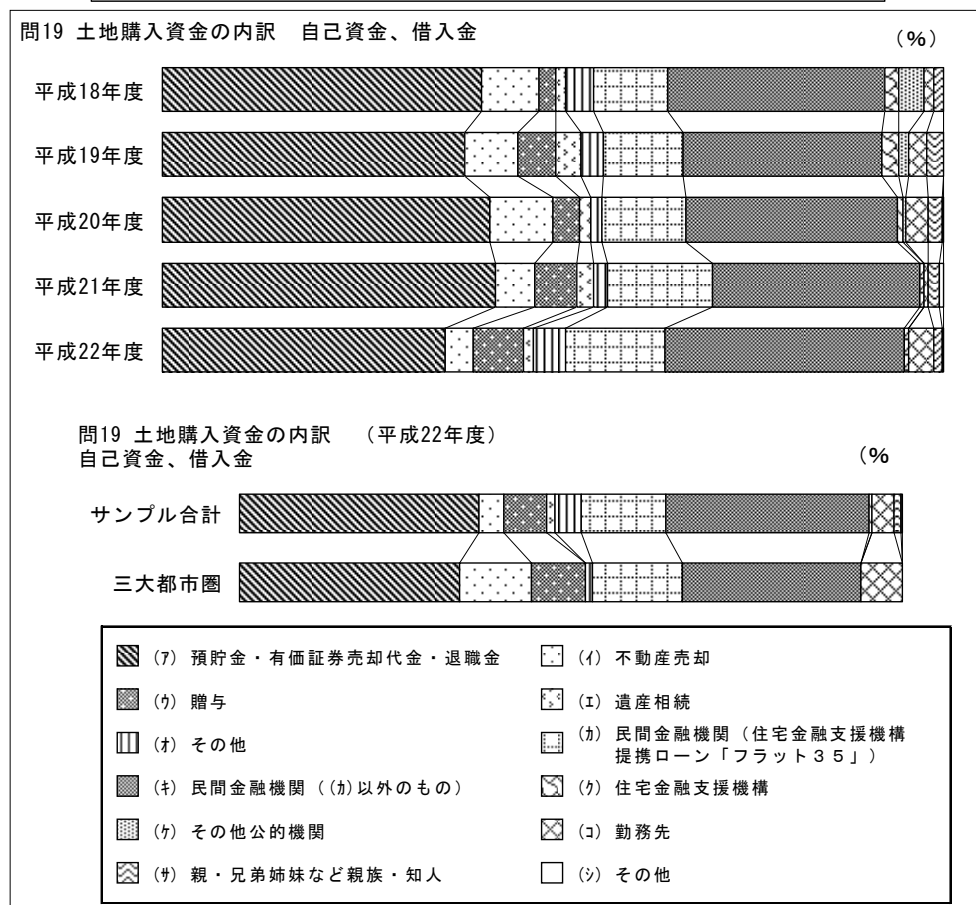 問19 土地購入資金の内訳 自己資金、借入金
(%)
平成18年度
平成19年度
平成20年度
平成21年度
平成22年度
問19 土地購入資金の内訳 (平成22年度)
自己資金、借入金
(%
サンプル合計
三大都市圏
(ｱ) 預貯金・有価証券売却代金・退職金
(ｲ) 不動産売却
(ｳ) 贈与
(ｴ) 遺産相続
(ｵ) その他
(ｶ) 民間金融機関(住宅金融支援機構
提携ローン「フラット３５」)
(ｷ) 民間金融機関((ｶ)以外のもの)
(ｸ) 住宅金融支援機構
(ｹ) その他公的機関
(ｺ) 勤務先
(ｻ) 親・兄弟姉妹など親族・知人
(ｼ) その他